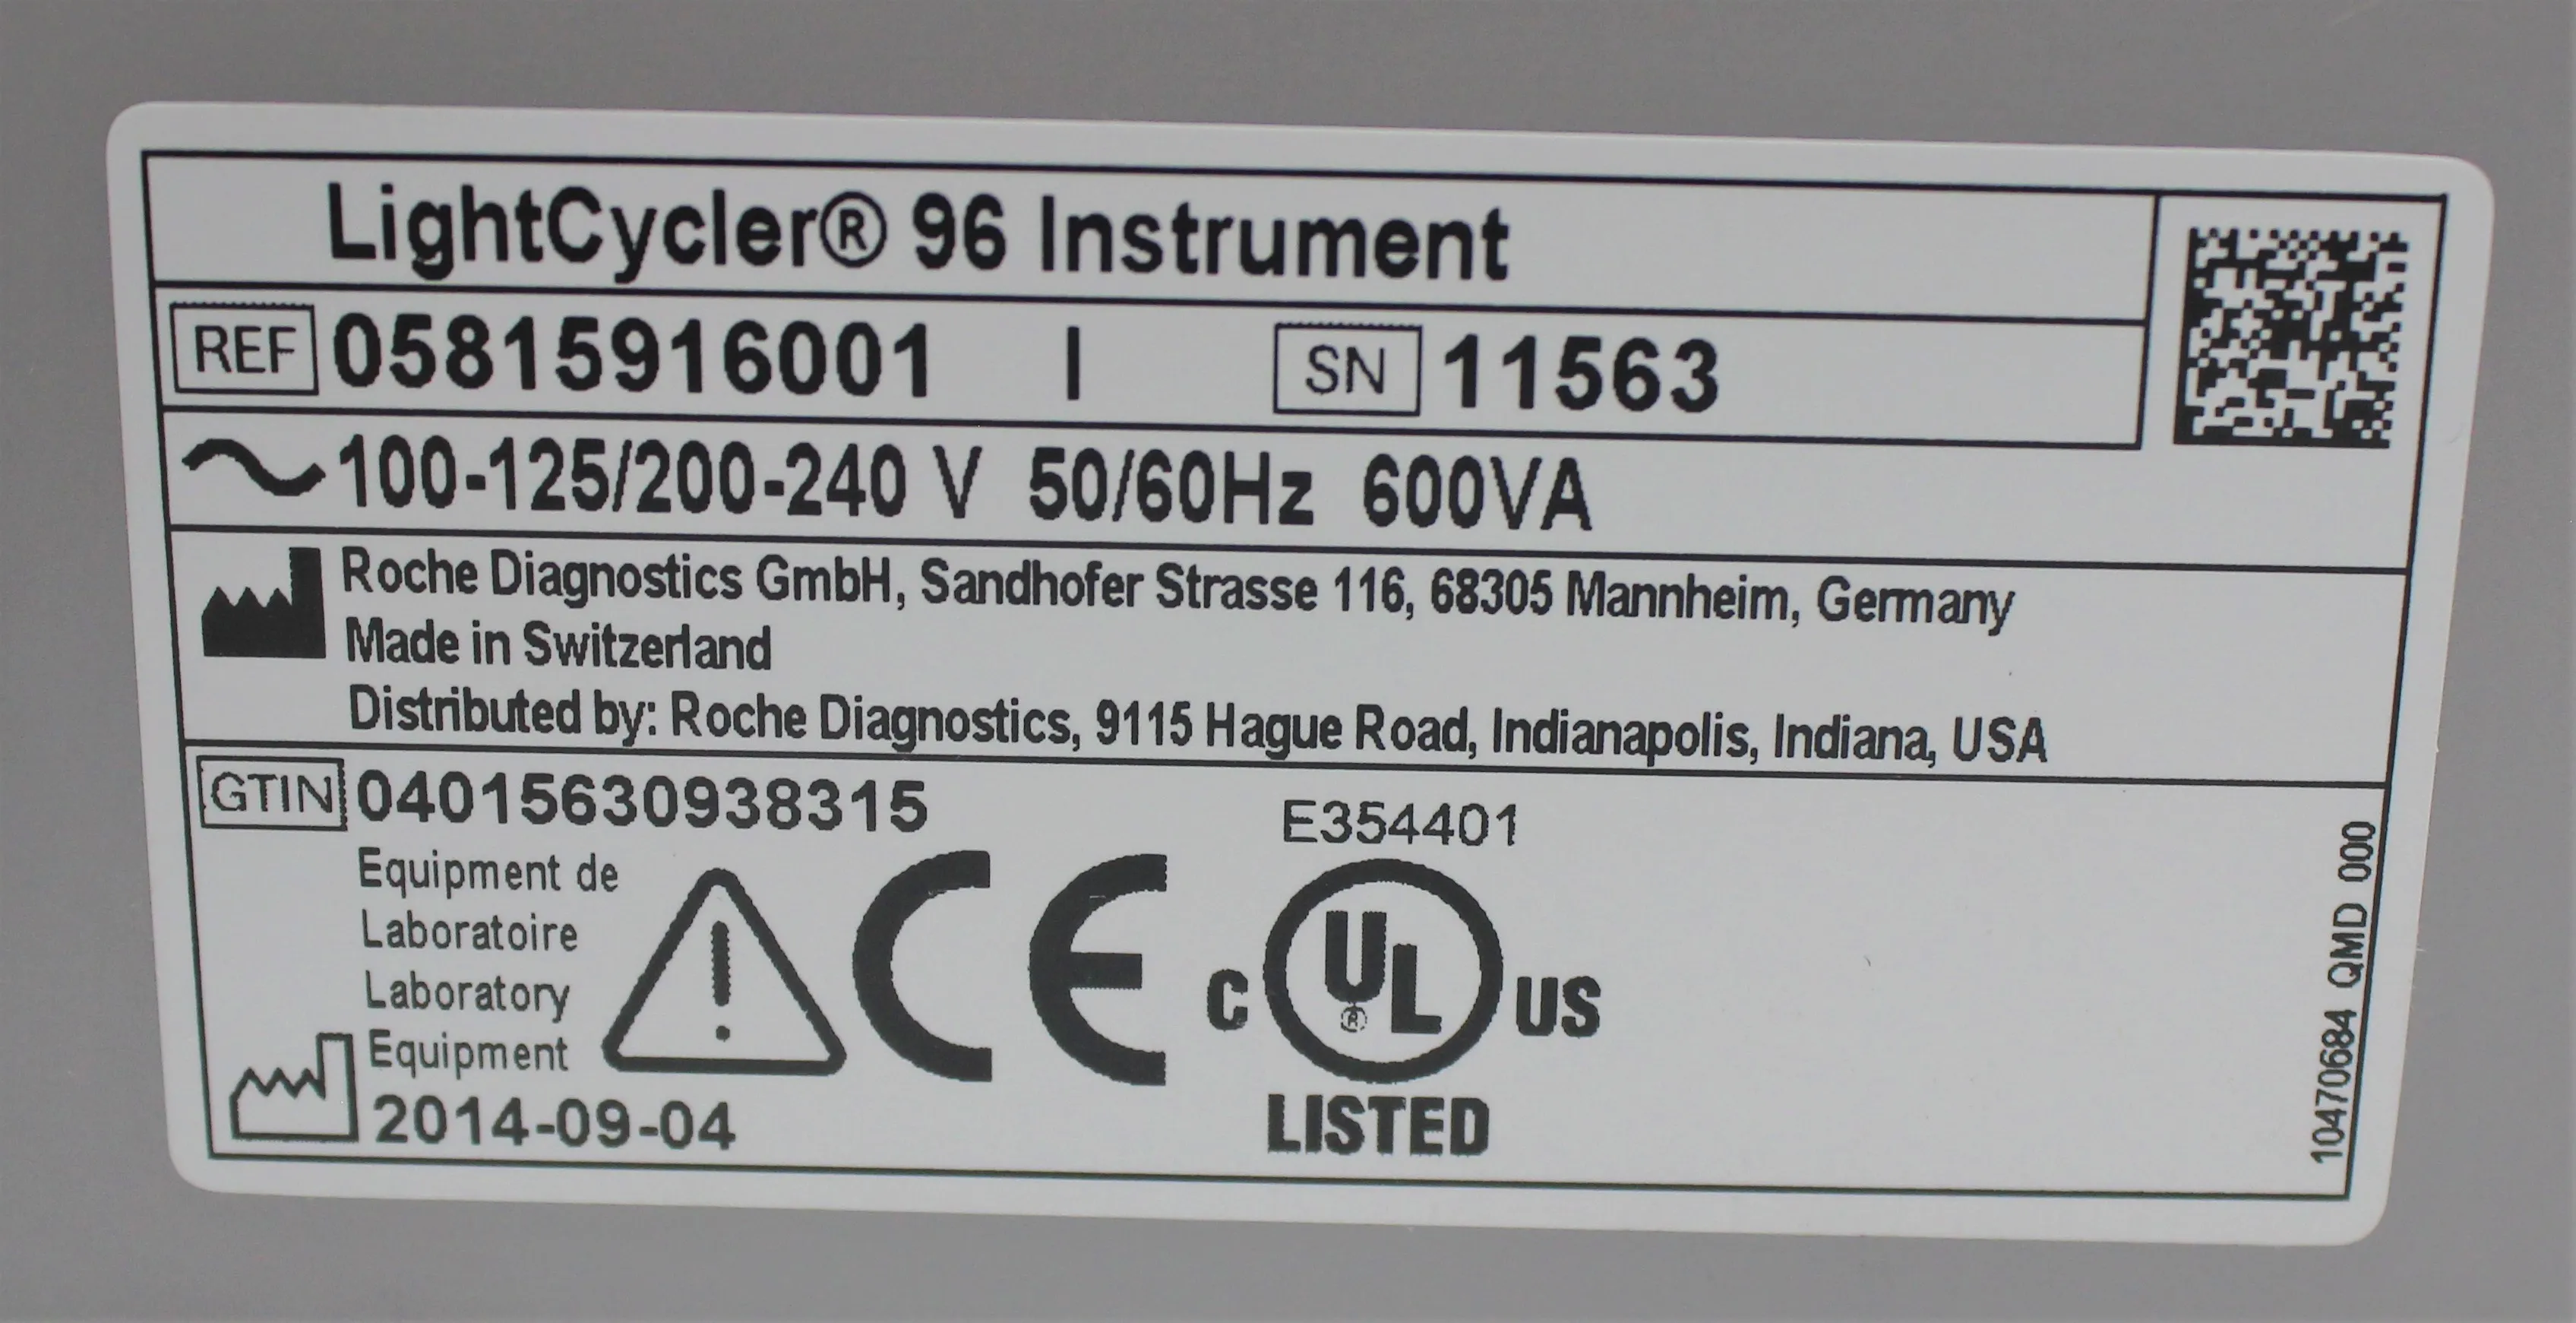 LightCycler® 96 Instrument
REF 05815916001 I SN 11563
100-125/200-240 V 50/60Hz 600VA
Roche Diagnostics GmbH, Sandhofer Strasse 116, 68305 Mannheim, Germany
Made in Switzerland
Distributed by: Roche Diagnostics, 9115 Hague Road, Indianapolis, Indiana, USA
GTIN 04015630938315
Equipment de
Laboratoire
Laboratory
Equipment
2014-09-04
CE
E354401
C UL® US
LISTED
10470684 QMD 000